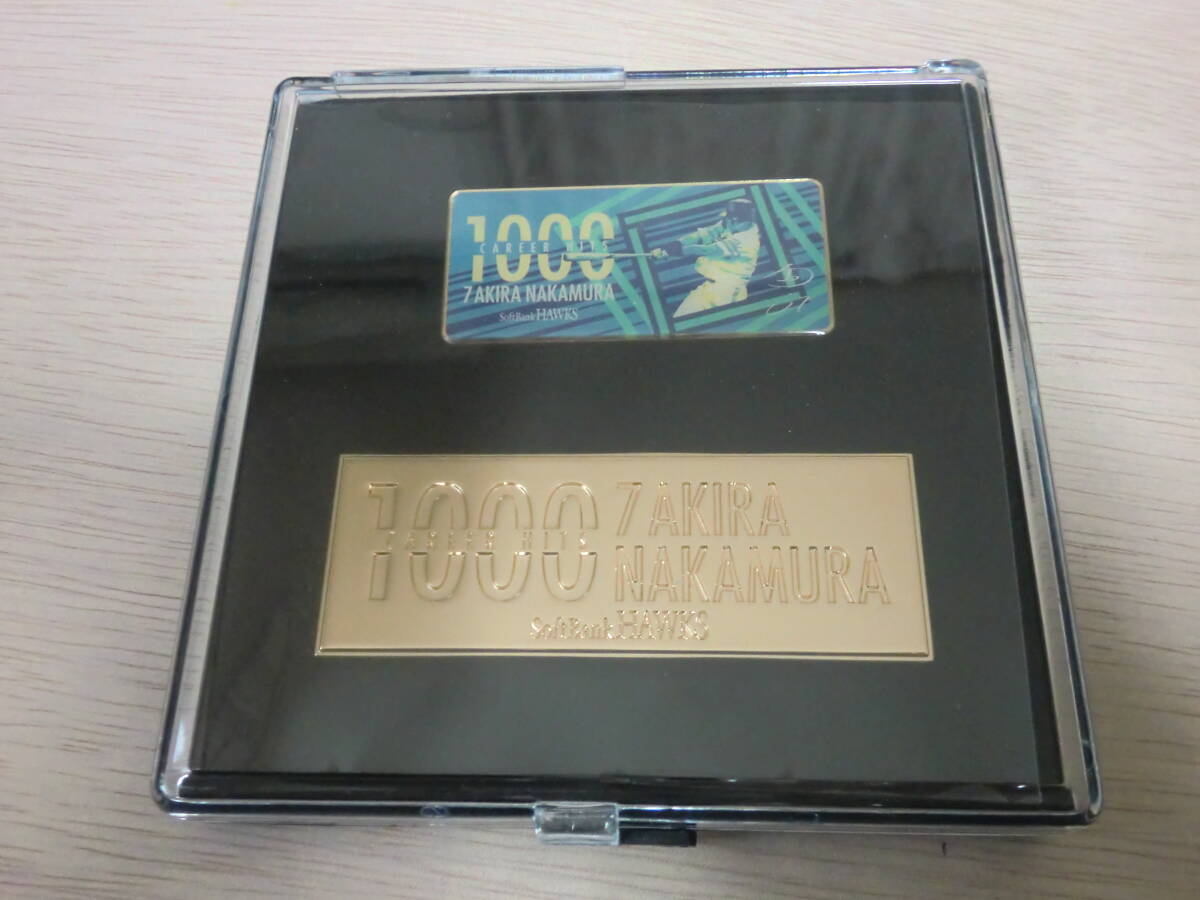 1000
CAREER HITS
7 AKIRA NAKAMURA
SoftBank HAWKS
1000
CAREER HITS
7 AKIRA
NAKAMURA
SoftBank HAWKS